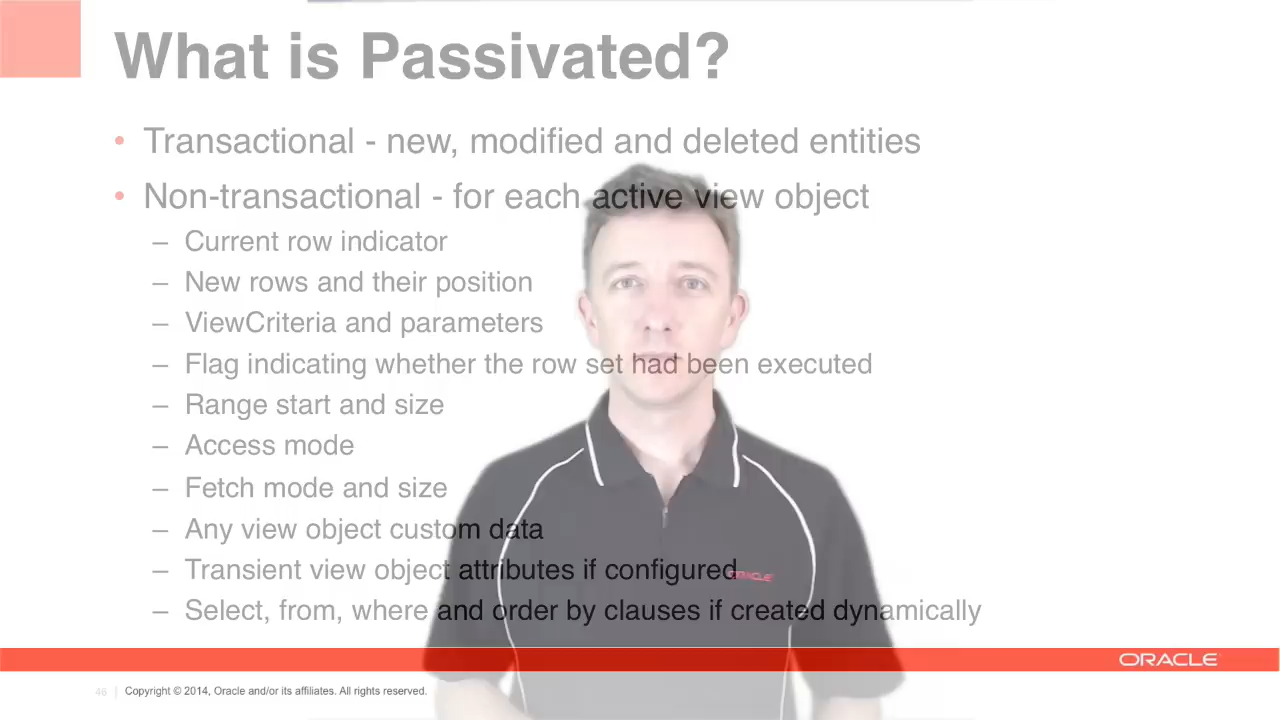 What is Passivated?
• Transactional - new, modified and deleted entities
• Non-transactional - for each active view object
– Current row indicator
– New rows and their position
– ViewCriteria and parameters
– Flag indicating whether the row set had been executed
– Range start and size
– Access mode
– Fetch mode and size
– Any view object custom data
– Transient view object attributes if configured
ORACLE
– Select, from, where and order by clauses if created dynamically
ORACLE
46 | Copyright © 2014, Oracle and/or its affiliates. All rights reserved.